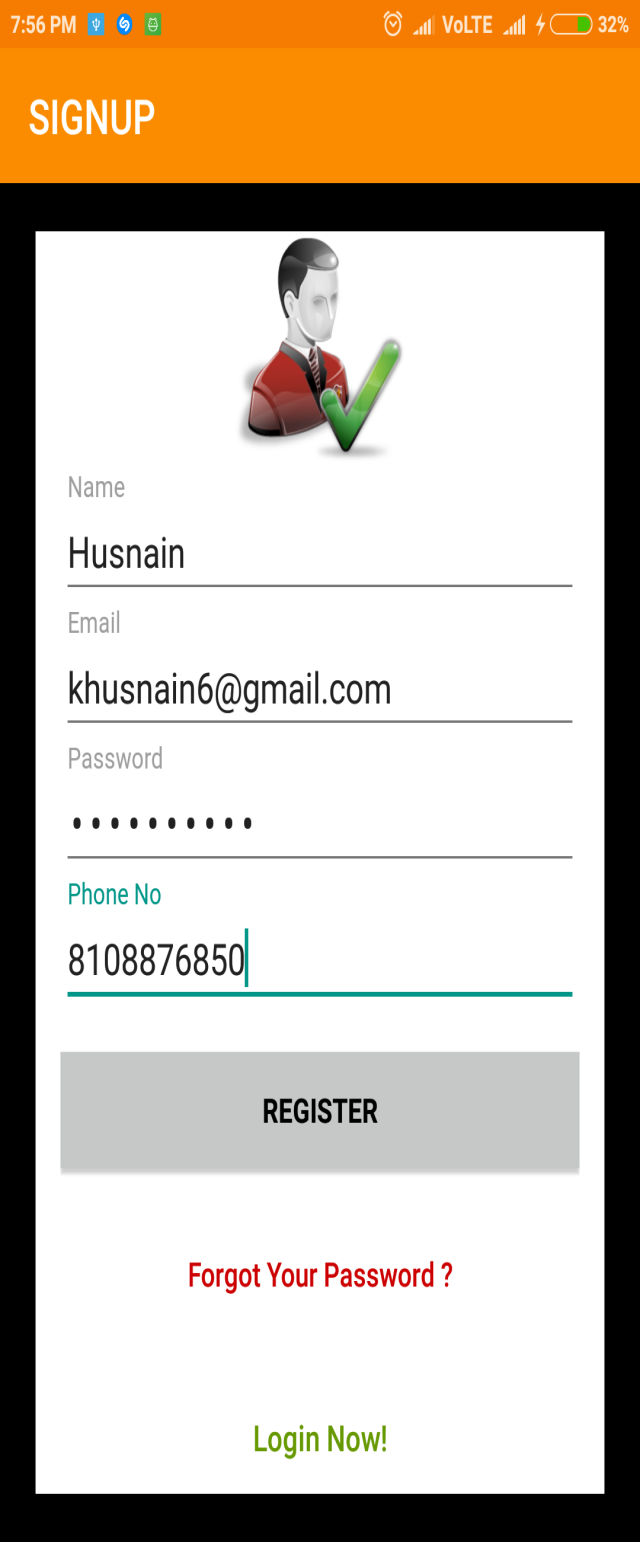 7:56 PM VoLTE 32%
SIGNUP
Name
Husnain
Email
khusnain6@gmail.com
Password
••••••••••
Phone No
8108876850
REGISTER
Forgot Your Password ?
Login Now!